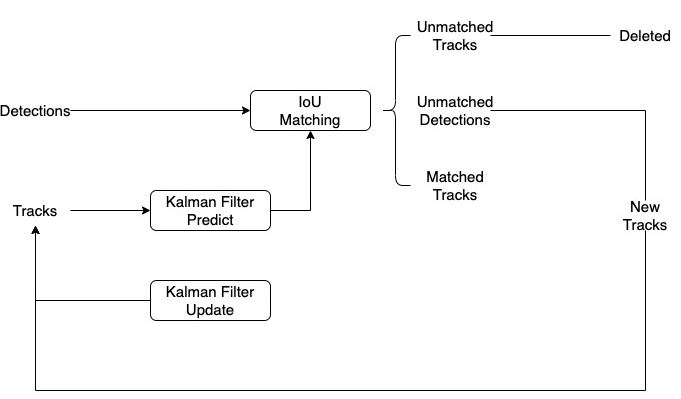 Unmatched
Tracks
Deleted
Detections
IoU
Matching
Unmatched
Detections
Matched
Tracks
Tracks
Kalman Filter
Predict
New
Tracks
Kalman Filter
Update